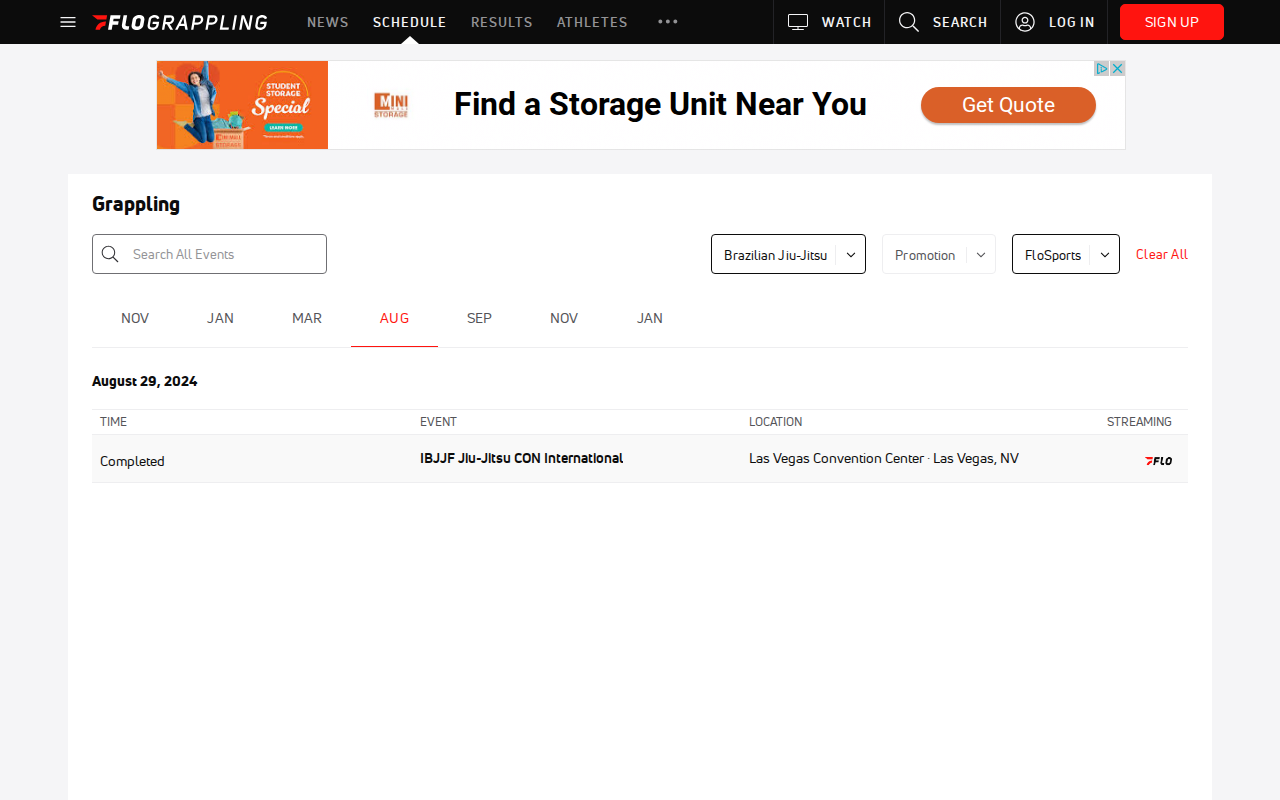 FLOGRAPPLING NEWS SCHEDULE RESULTS ATHLETES WATCH SEARCH LOG IN SIGN UP
STUDENT
STORAGE
Special
LEARN MORE
MINI
STORAGE
Find a Storage Unit Near You
Get Quote
Grappling
Search All Events
Brazilian Jiu-Jitsu Promotion FloSports Clear All
NOV JAN MAR AUG SEP NOV JAN
August 29, 2024
TIME EVENT LOCATION STREAMING
Completed IBJJF Jiu-Jitsu CON International Las Vegas Convention Center · Las Vegas, NV FLO